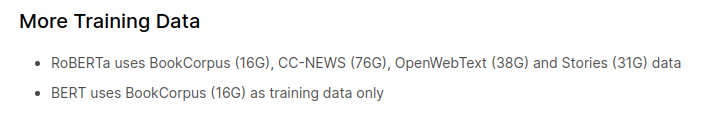 More Training Data
RoBERTa uses BookCorpus (16G), CC-NEWS (76G), OpenWebText (38G) and Stories (31G) data
BERT uses BookCorpus (16G) as training data only